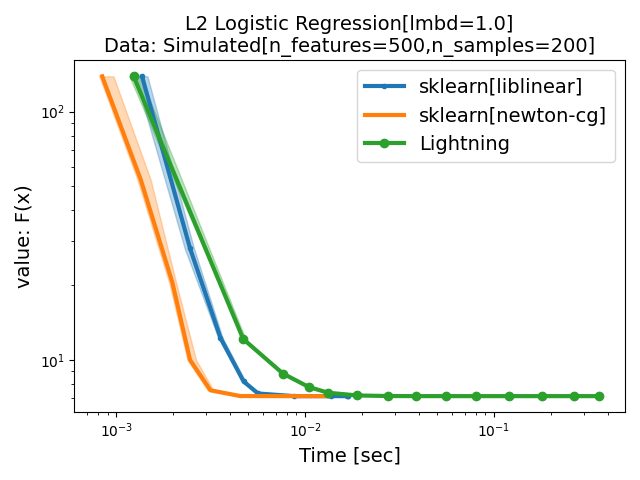 L2 Logistic Regression[lmbd=1.0]
Data: Simulated[n_features=500,n_samples=200]
sklearn[liblinear]
sklearn[newton-cg]
Lightning
value: F(x)
10²
10¹
10⁻³
10⁻²
10⁻¹
Time [sec]